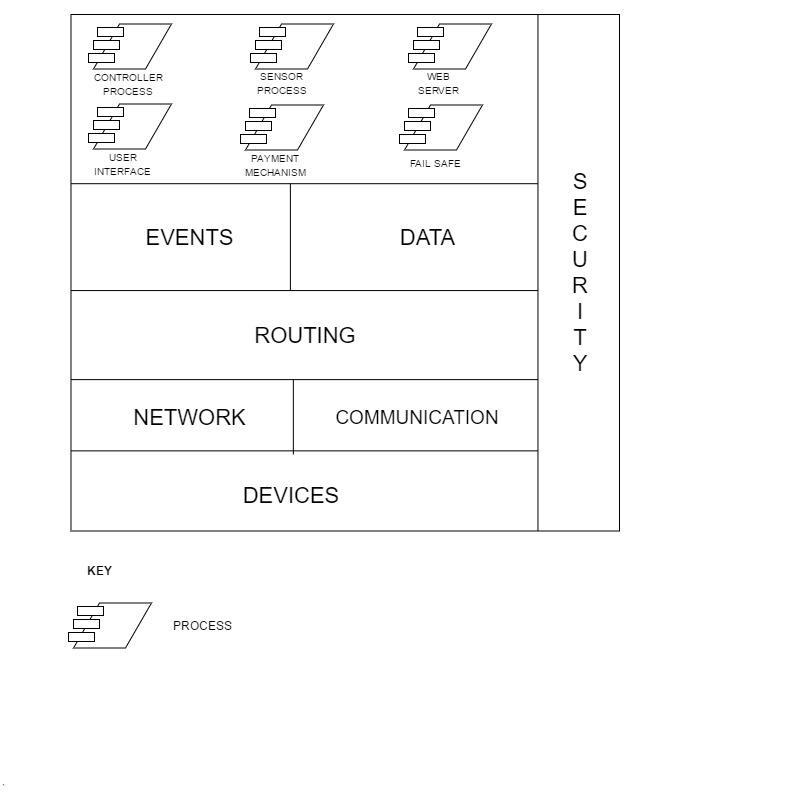 CONTROLLER
PROCESS
SENSOR
PROCESS
WEB
SERVER
USER
INTERFACE
PAYMENT
MECHANISM
FAIL SAFE
EVENTS
DATA
ROUTING
NETWORK
COMMUNICATION
DEVICES
S
E
C
U
R
I
T
Y
KEY
PROCESS